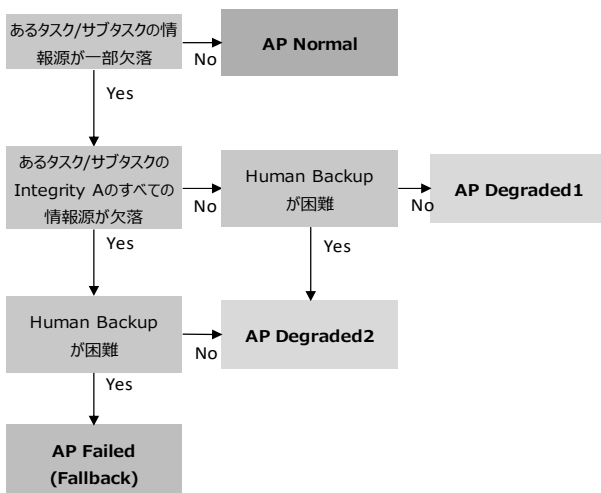 あるタスク/サブタスクの情
報源が一部欠落
No
AP Normal
Yes
あるタスク/サブタスクの
Integrity Aのすべての
情報源が欠落
No
Human Backup
が困難
No
AP Degraded1
Yes
Yes
Human Backup
が困難
No
AP Degraded2
Yes
AP Failed
(Fallback)